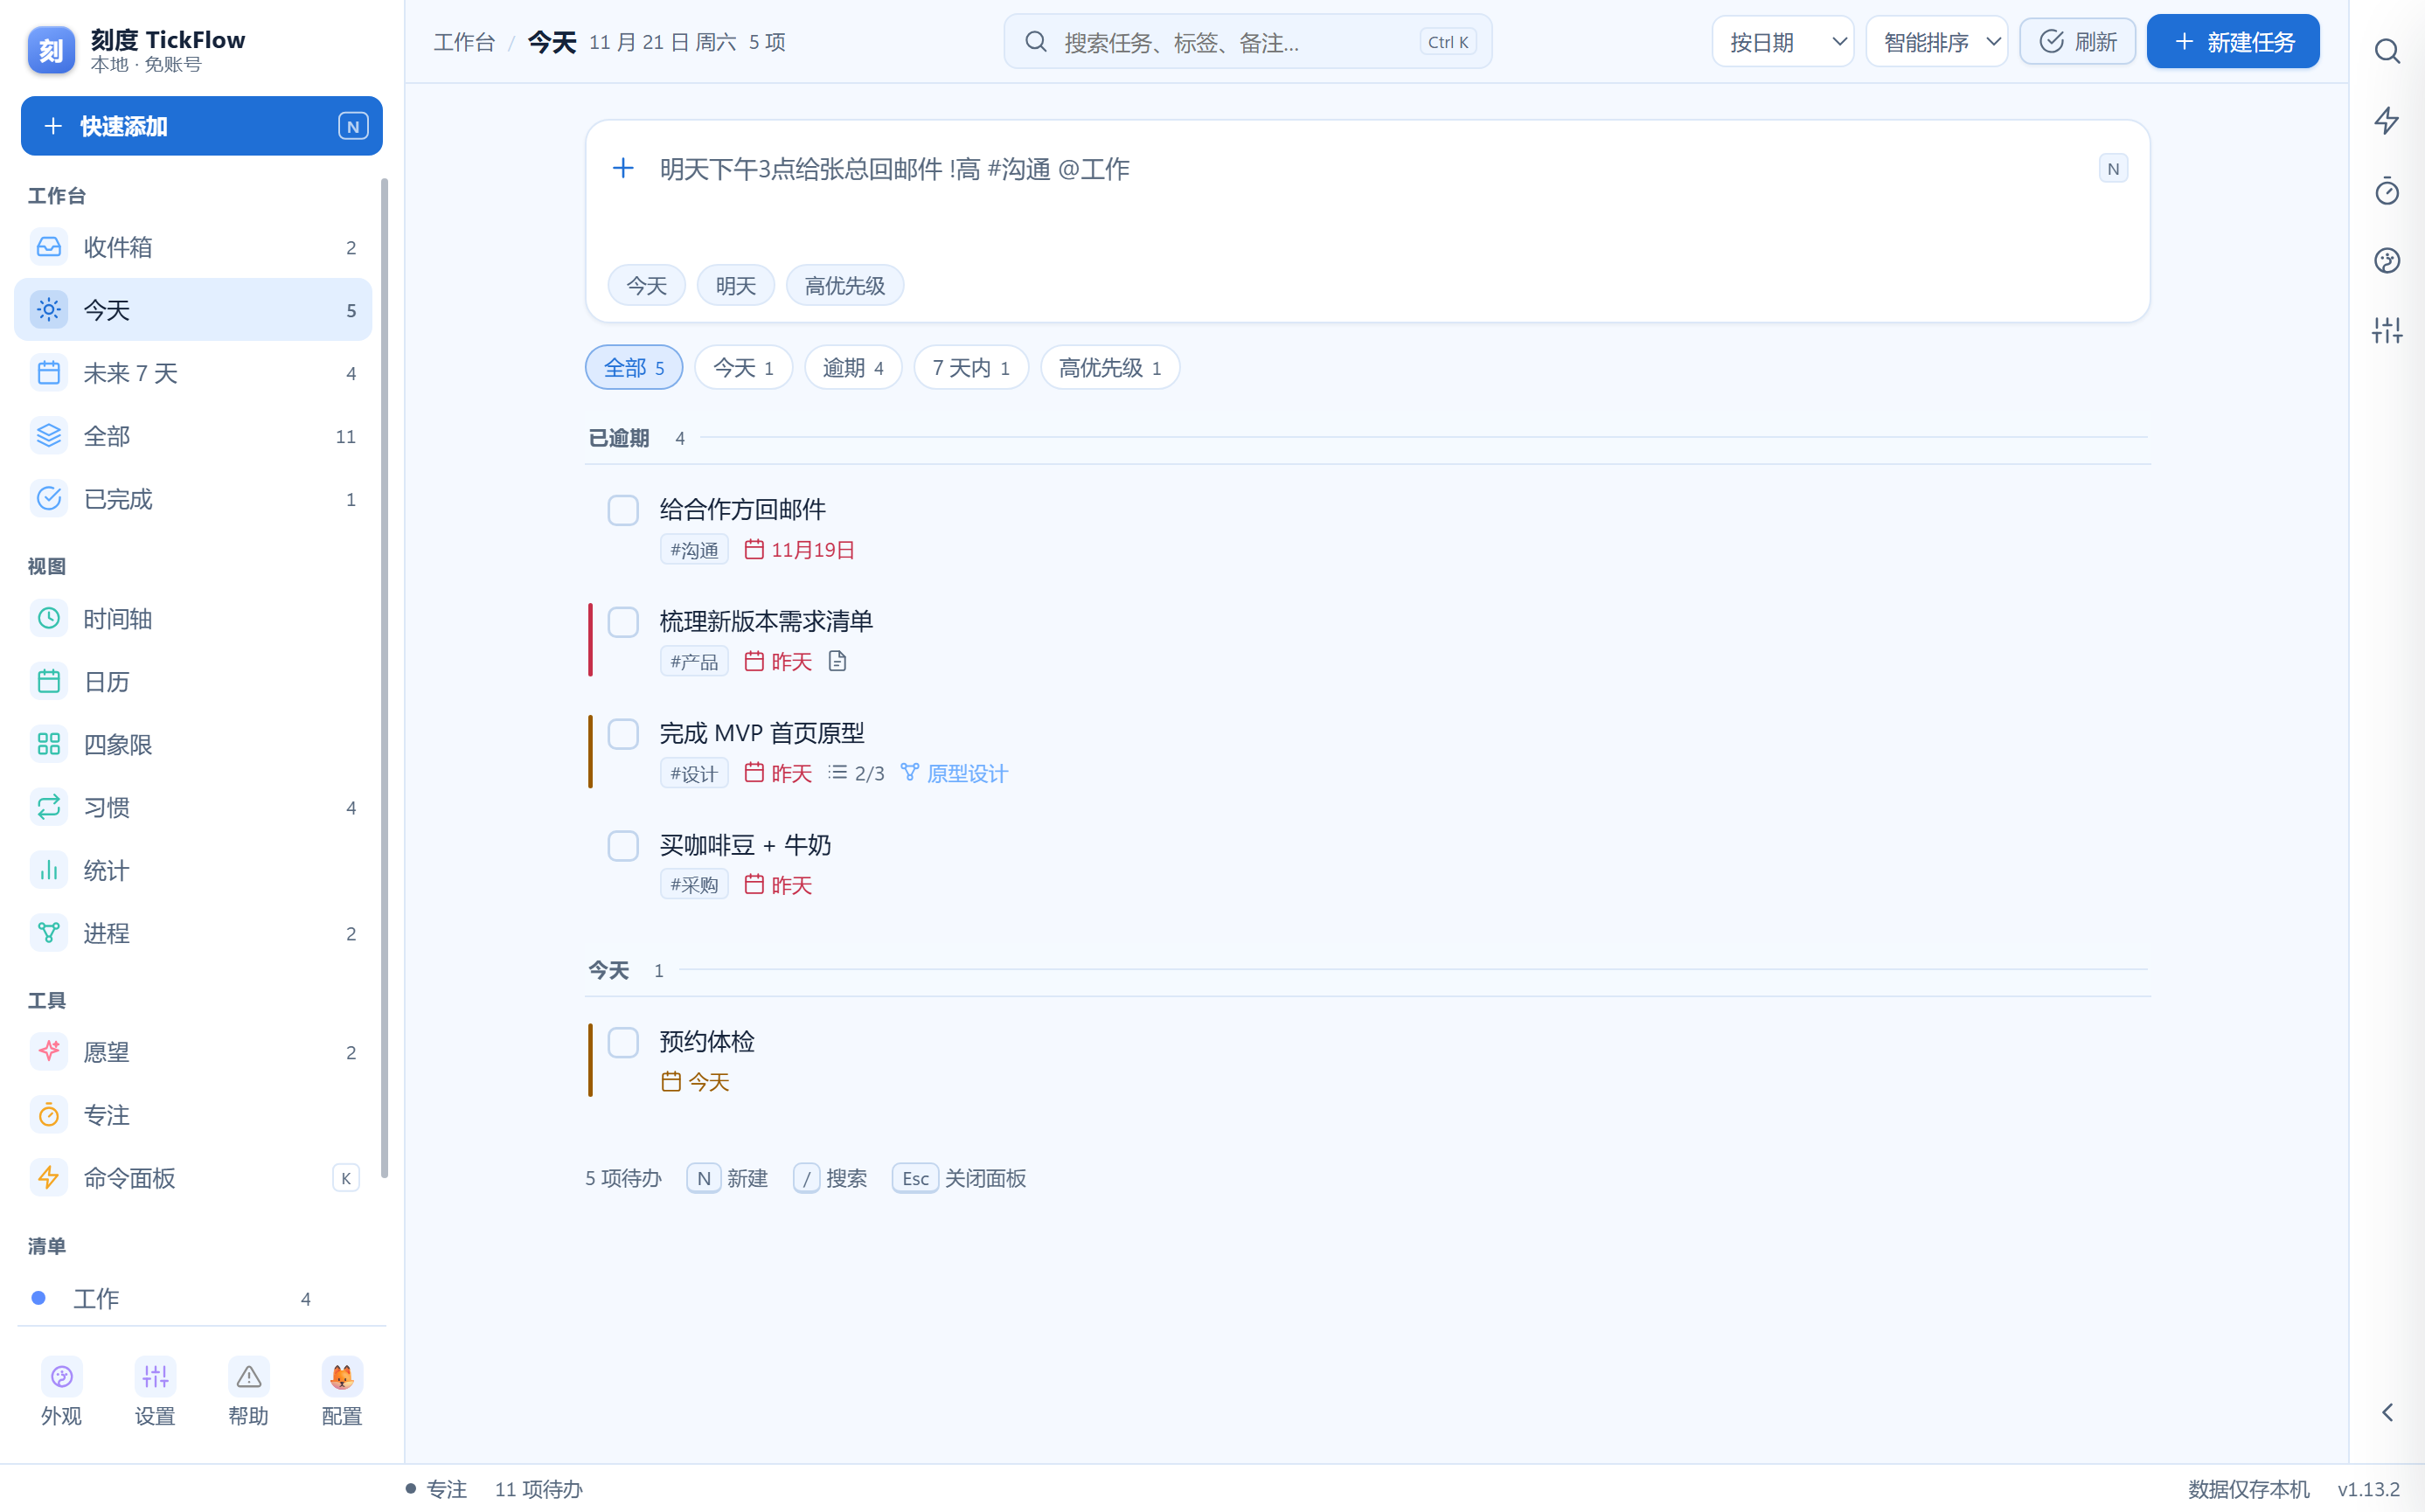 刻 刻度 TickFlow
本地 · 免账号
快速添加 N
工作台
收件箱 2
今天 5
未来 7 天 4
全部 11
已完成 1
视图
时间轴
日历
四象限
习惯 4
统计
进程 2
工具
愿望 2
专注
命令面板 K
清单
工作 4
外观 设置 帮助 配置
工作台 / 今天 11 月 21 日 周六 5 项
搜索任务、标签、备注... Ctrl K
按日期 智能排序 刷新 新建任务
明天下午3点给张总回邮件 !高 #沟通 @工作 N
今天 明天 高优先级
全部 5 今天 1 逾期 4 7 天内 1 高优先级 1
已逾期 4
给合作方回邮件
#沟通 11月19日
梳理新版本需求清单
#产品 昨天
完成 MVP 首页原型
#设计 昨天 2/3 原型设计
买咖啡豆 + 牛奶
#采购 昨天
今天 1
预约体检
今天
5 项待办 N 新建 / 搜索 Esc 关闭面板
专注 11 项待办 数据仅存本机 v1.13.2